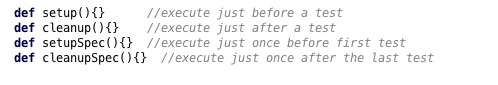 def setup(){}      //execute just before a test
def cleanup(){}    //execute just after a test
def setupSpec(){}  //execute just once before first test
def cleanupSpec(){}  //execute just once after the last test